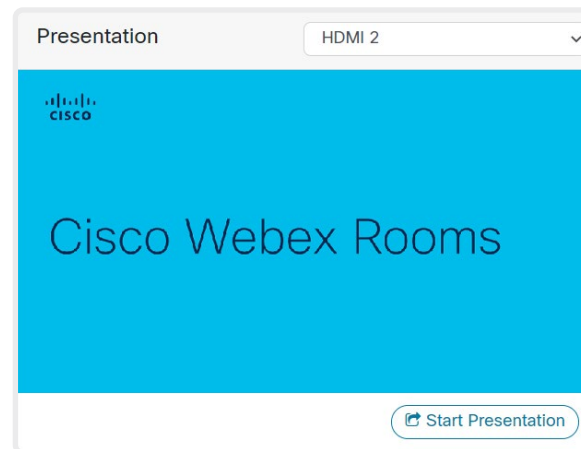 Presentation
HDMI 2
CISCO
Cisco Webex Rooms
Start Presentation